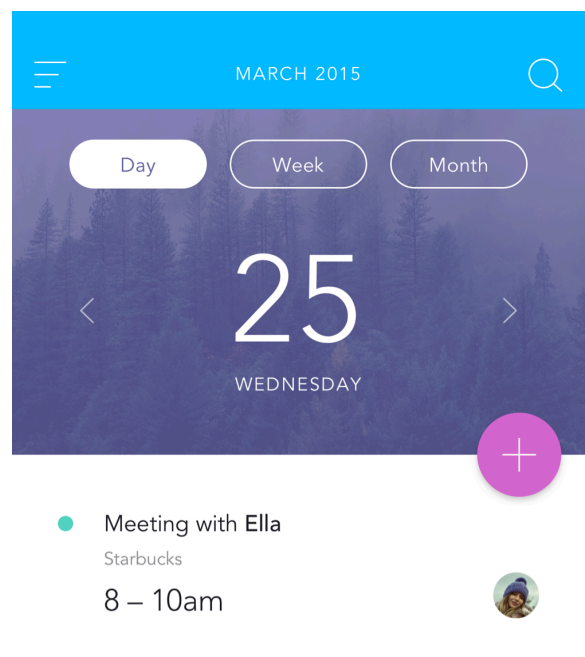 MARCH 2015
Day Week Month
25
WEDNESDAY
Meeting with Ella
Starbucks
8 – 10am